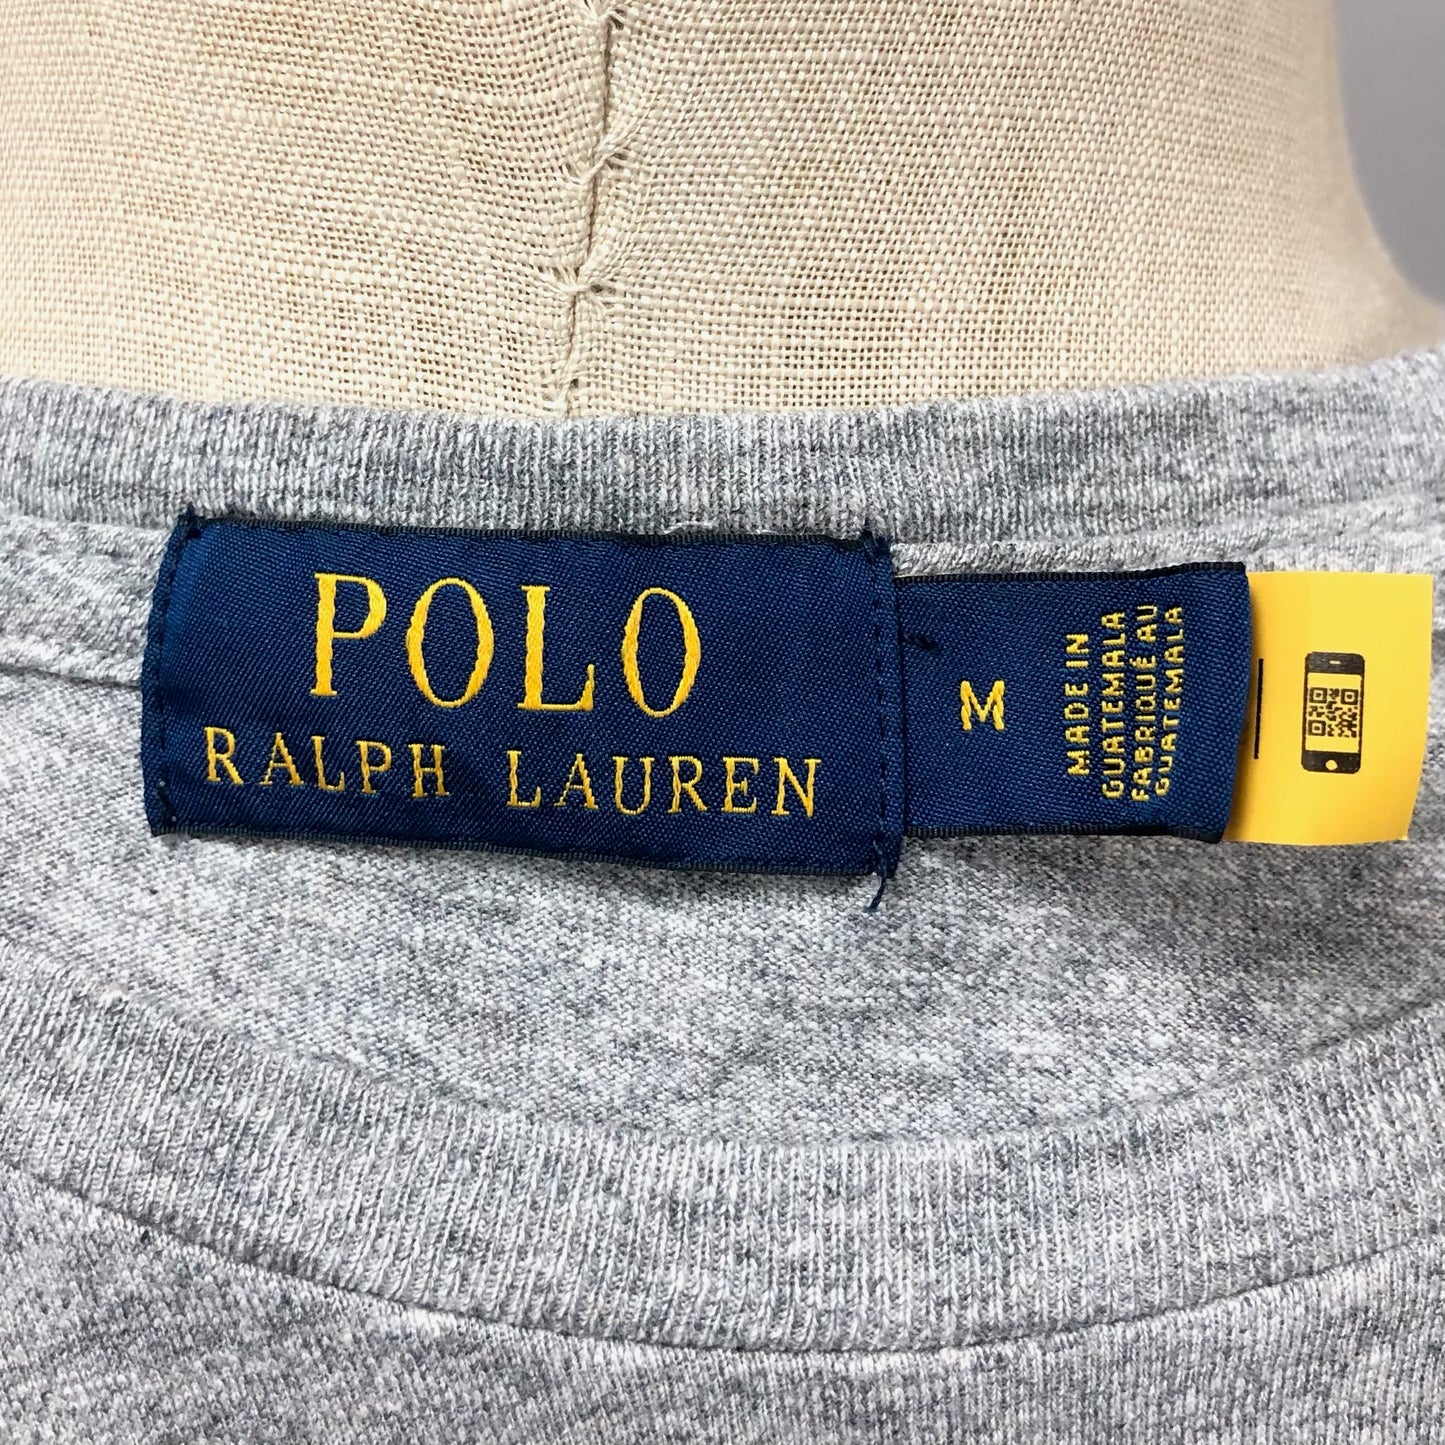 POLO
RALPH LAUREN
M
MADE IN
GUATEMALA
FABRIQUÉ AU
GUATEMALA